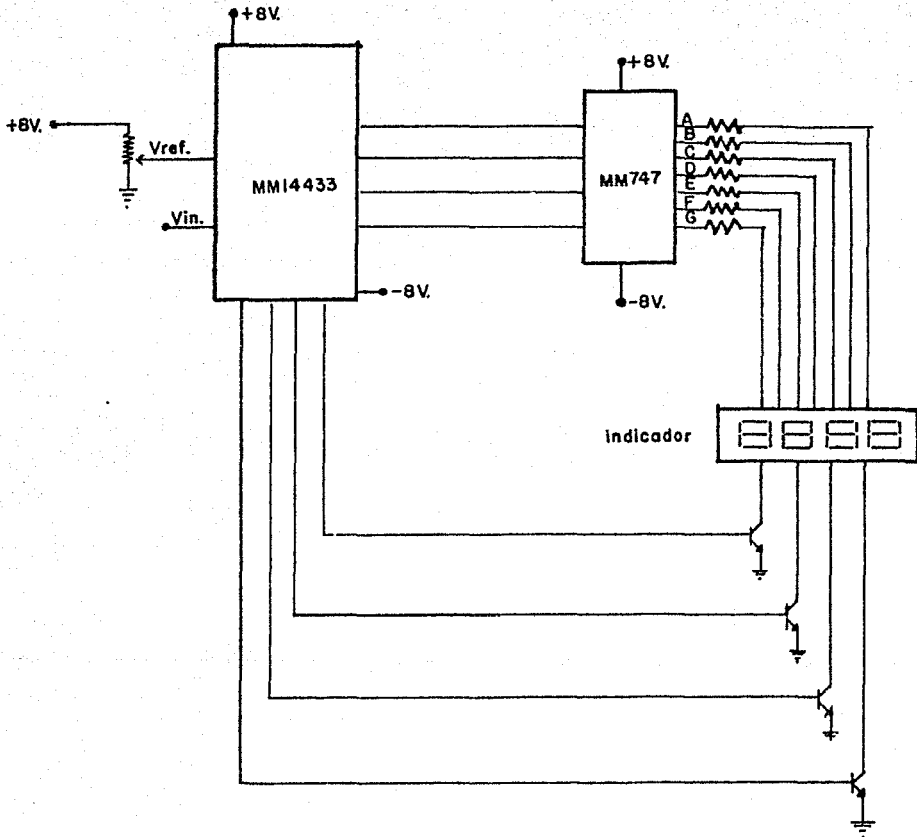 +8V.
+8V.
+8V.
Vref.
MM14433
Vin.
-8V.
MM747
A
B
C
D
E
F
G
-8V.
indicador